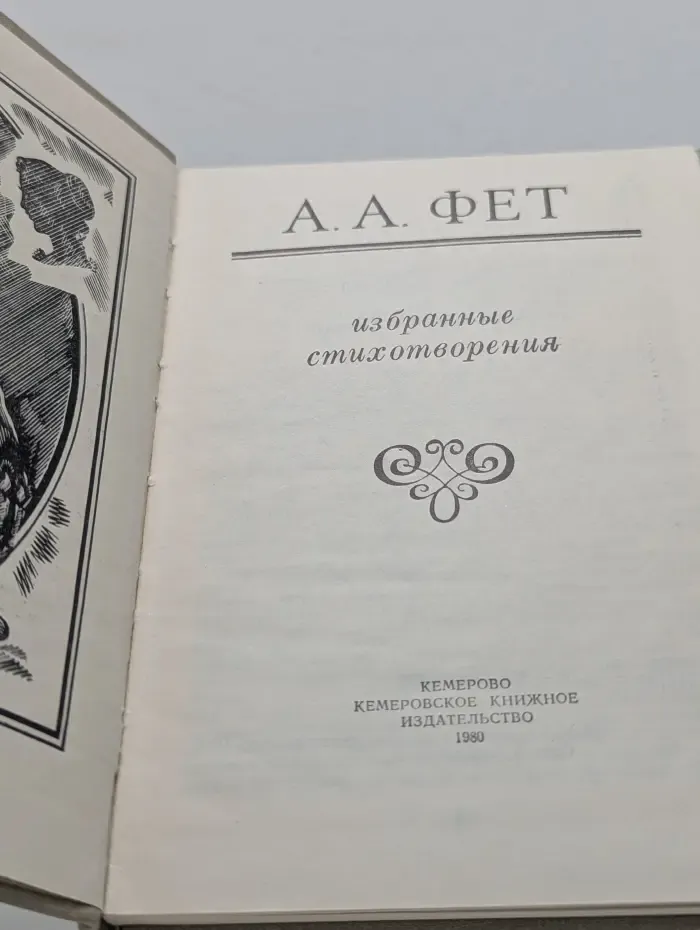 А. А. ФЕТ
избранные
стихотворения
КЕМЕРОВО
КЕМЕРОВСКОЕ КНИЖНОЕ
ИЗДАТЕЛЬСТВО
1980